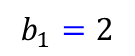 b₁ = 2